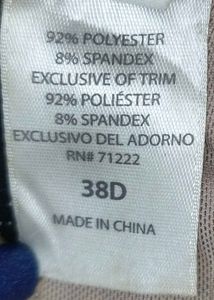 92% POLYESTER
8% SPANDEX
EXCLUSIVE OF TRIM
92% POLIÉSTER
8% SPANDEX
EXCLUSIVO DEL ADORNO
RN# 71222
38D
MADE IN CHINA